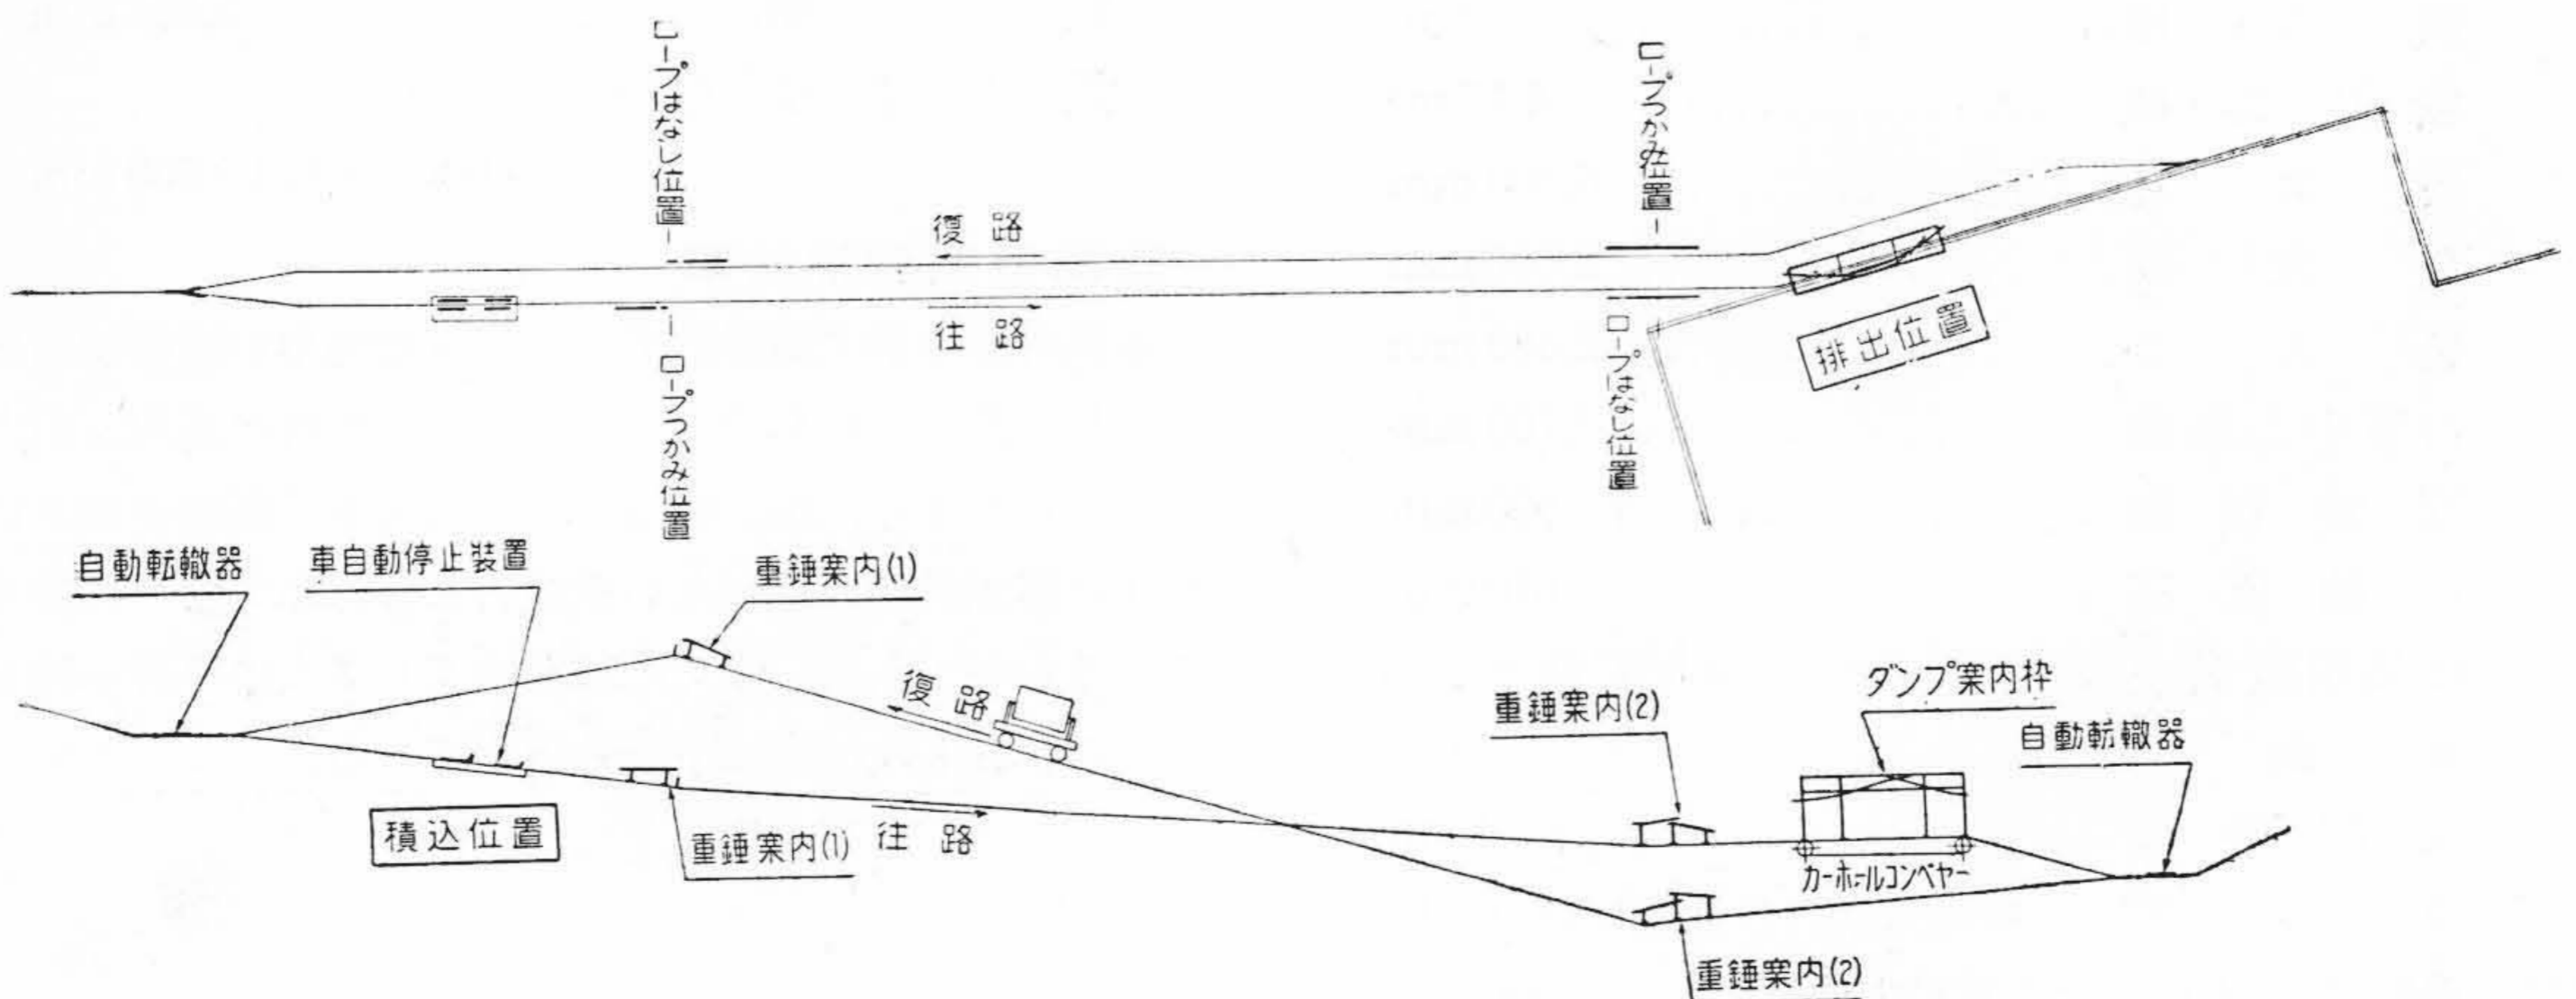 ロープはなし位置
ロープつかみ位置
復路
往路
ロープつかみ位置
ロープはなし位置
排出位置
自動転轍器
車自動停止装置
重錘案内(1)
復路
積込位置
重錘案内(1)
往路
重錘案内(2)
ダンプ案内枠
自動転轍器
カーホールコンベヤー
重錘案内(2)